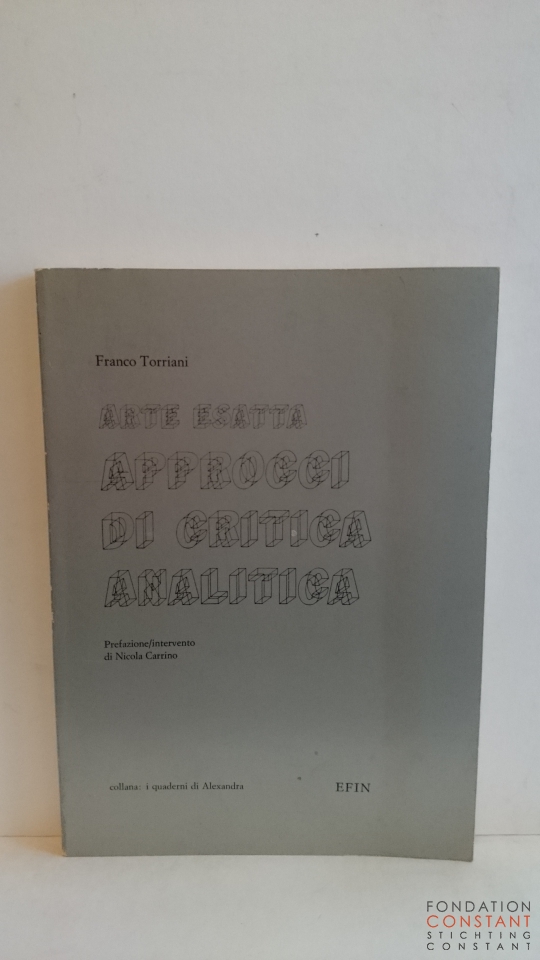 Franco Torriani
ARTE ESATTA
APPROCCI
DI CRITICA
ANALITICA
Prefazione/intervento
di Nicola Carrino
collana: i quaderni di Alexandra
EFIN
FONDATION
CONSTANT
STICHTING
CONSTANT